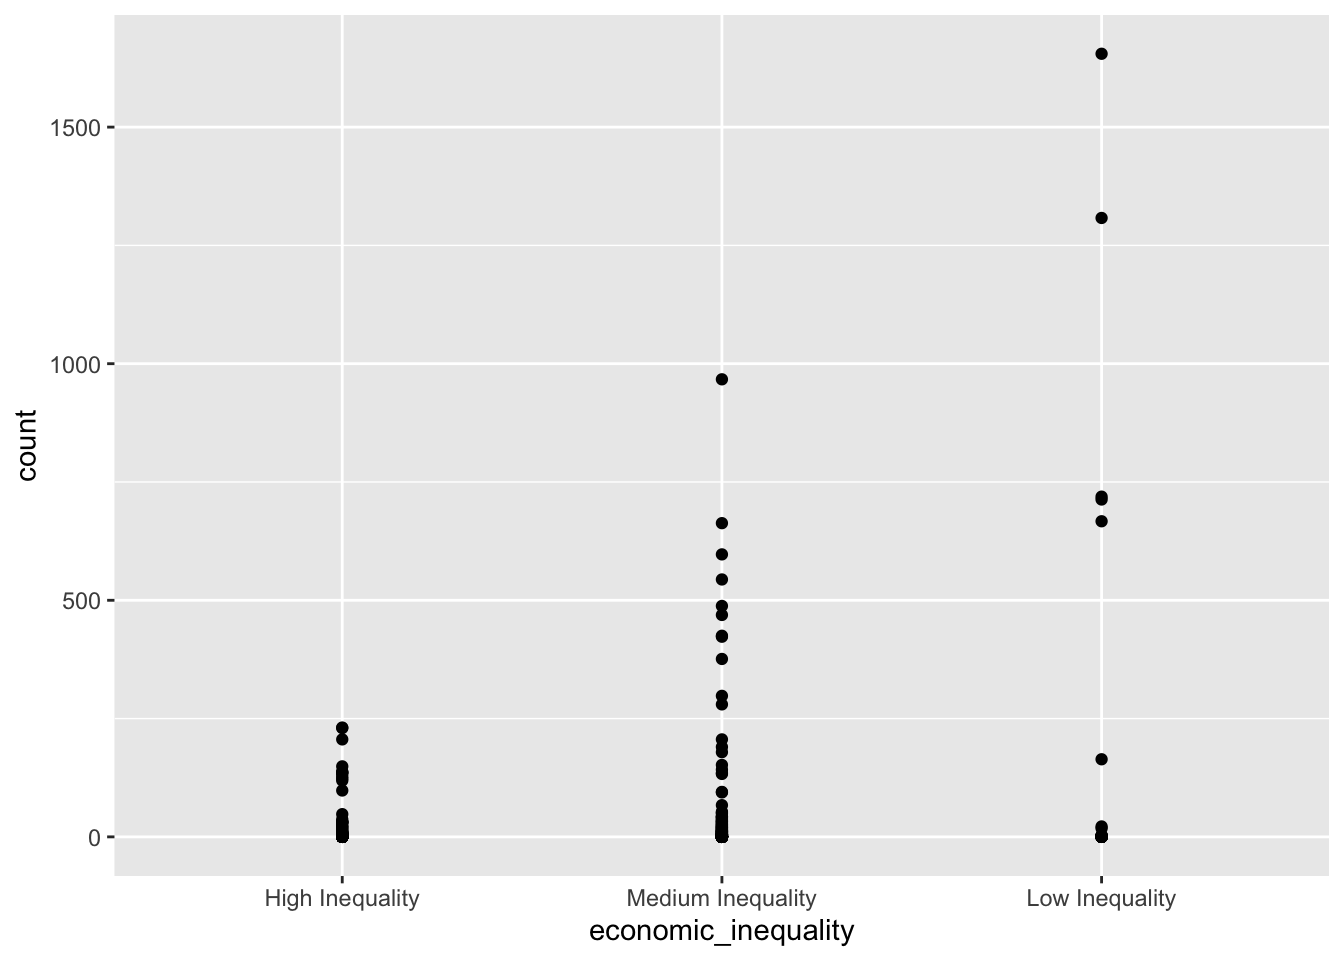 1500
1000
500
0
count
High Inequality
Medium Inequality
Low Inequality
economic_inequality